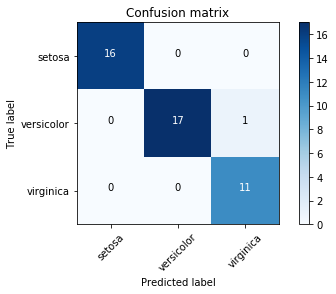 Confusion matrix
setosa 16 0 0
versicolor 0 17 1
virginica 0 0 11
setosa versicolor virginica
True label
Predicted label
16
14
12
10
8
6
4
2
0